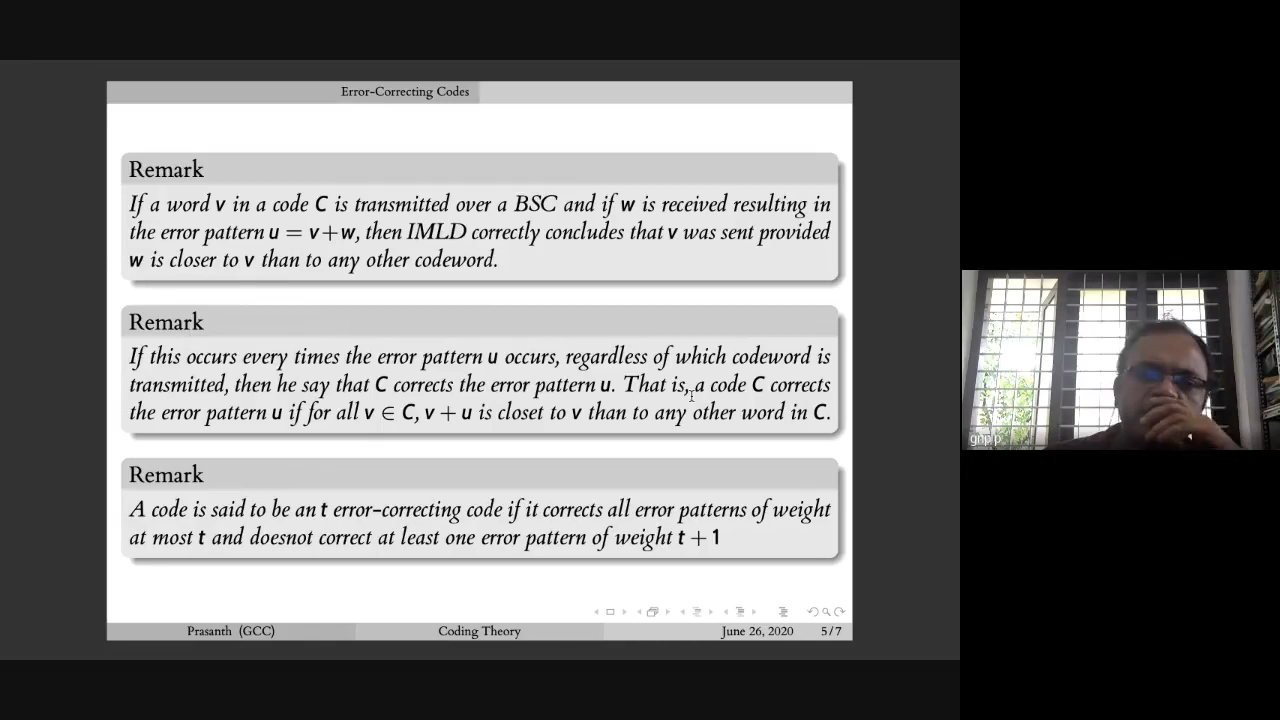 Error-Correcting Codes
Remark
If a word v in a code C is transmitted over a BSC and if w is received resulting in
the error pattern u = v+w, then IMLD correctly concludes that v was sent provided
w is closer to v than to any other codeword.
Remark
If this occurs every times the error pattern u occurs, regardless of which codeword is
transmitted, then he say that C corrects the error pattern u. That is, a code C corrects
the error pattern u if for all v ∈ C, v + u is closet to v than to any other word in C.
Remark
A code is said to be an t error-correcting code if it corrects all error patterns of weight
at most t and doesnot correct at least one error pattern of weight t + 1
Prasanth (GCC) Coding Theory June 26, 2020 5/7
gnp p